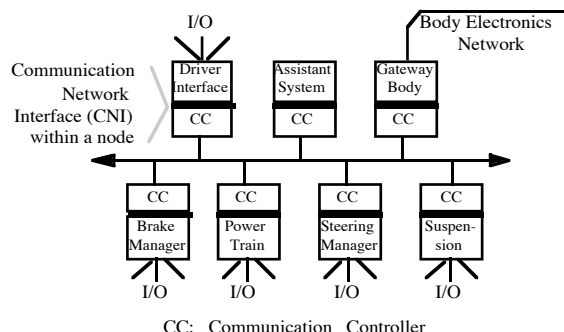 I/O
Body Electronics
Network
Communication
Network
Interface (CNI)
within a node
Driver
Interface
CC
Assistant
System
CC
Gateway
Body
CC
CC
Brake
Manager
I/O
CC
Power
Train
I/O
CC
Steering
Manager
I/O
CC
Suspen-
sion
I/O
CC: Communication Controller